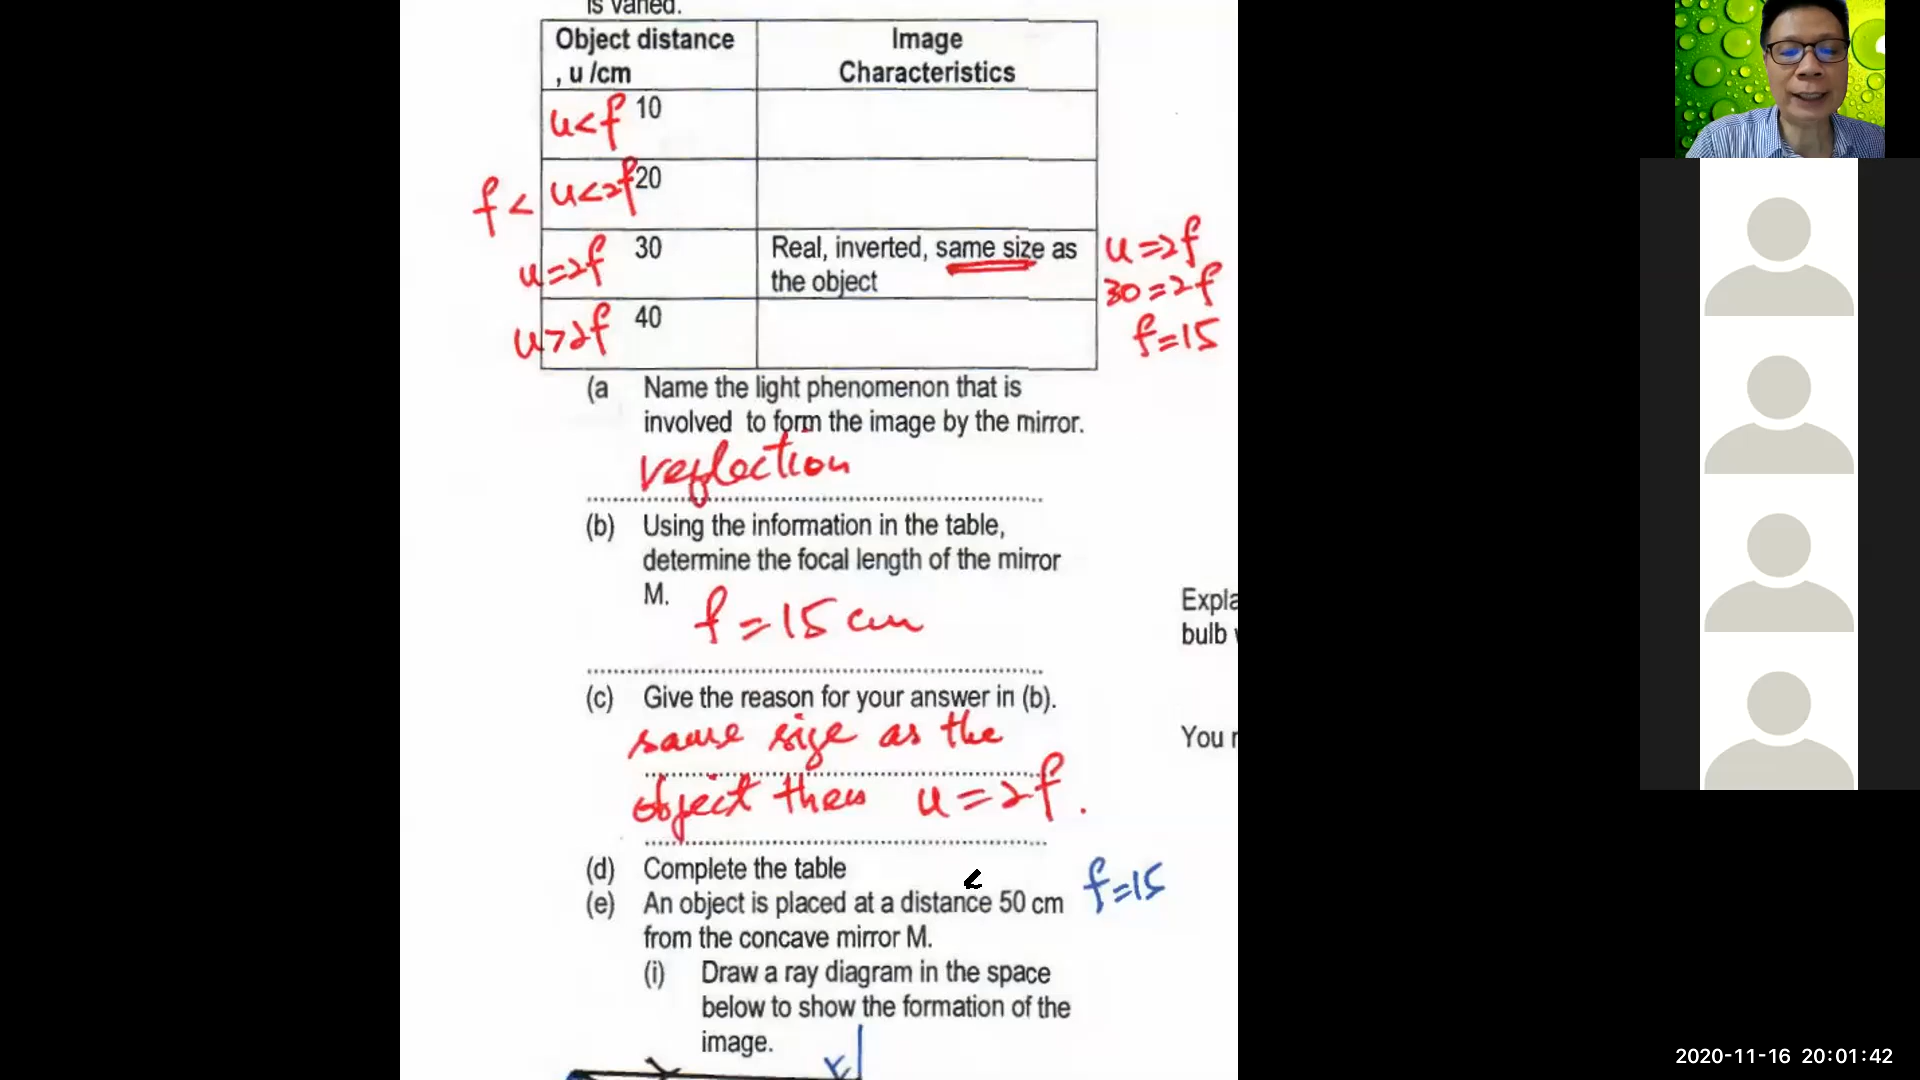 is varied.
Object distance
, u /cm
Image
Characteristics
u<f 10
f < u<2f 20
u=2f 30
Real, inverted, same size as
the object
u=2f
30=2f
f=15
u>2f 40
(a Name the light phenomenon that is
involved to form the image by the mirror.
reflection
(b) Using the information in the table,
determine the focal length of the mirror
M.
f=15 cm
(c) Give the reason for your answer in (b).
same size as the
object then u=2f.
(d) Complete the table
(e) An object is placed at a distance 50 cm
f=15
from the concave mirror M.
(i) Draw a ray diagram in the space
below to show the formation of the
image.
Expla
bulb
You
2020-11-16 20:01:42